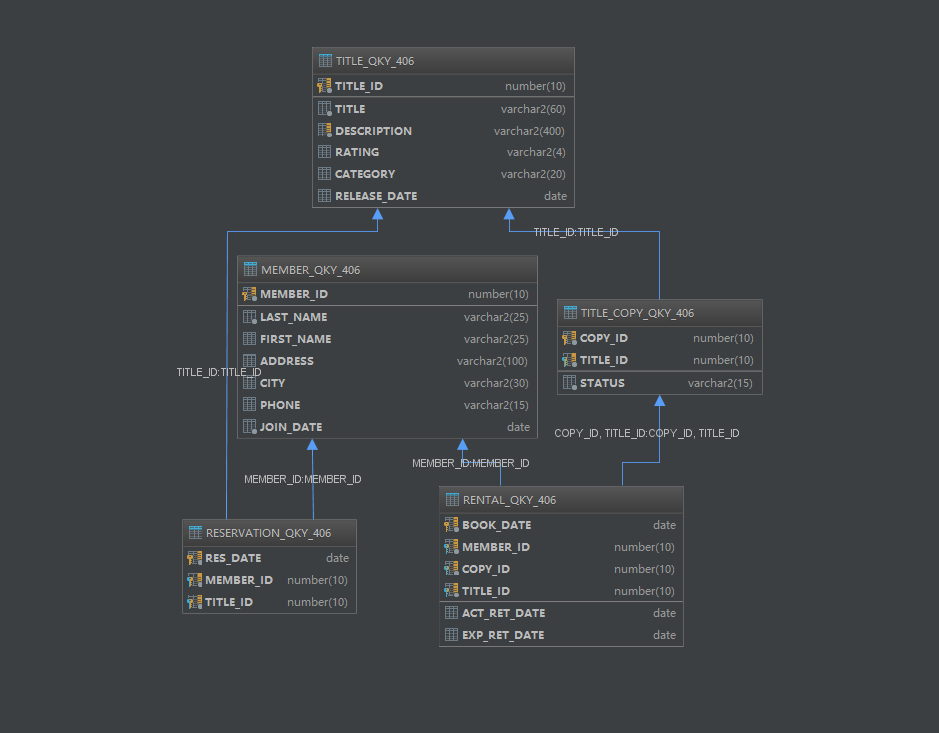 TITLE_QKY_406
TITLE_ID number(10)
TITLE varchar2(60)
DESCRIPTION varchar2(400)
RATING varchar2(4)
CATEGORY varchar2(20)
RELEASE_DATE date
TITLE_ID:TITLE_ID
MEMBER_QKY_406
MEMBER_ID number(10)
LAST_NAME varchar2(25)
FIRST_NAME varchar2(25)
ADDRESS varchar2(100)
CITY varchar2(30)
PHONE varchar2(15)
JOIN_DATE date
TITLE_COPY_QKY_406
COPY_ID number(10)
TITLE_ID number(10)
STATUS varchar2(15)
TITLE_ID:TITLE_ID
COPY_ID, TITLE_ID:COPY_ID, TITLE_ID
MEMBER_ID:MEMBER_ID
MEMBER_ID:MEMBER_ID
RENTAL_QKY_406
BOOK_DATE date
MEMBER_ID number(10)
COPY_ID number(10)
TITLE_ID number(10)
ACT_RET_DATE date
EXP_RET_DATE date
RESERVATION_QKY_406
RES_DATE date
MEMBER_ID number(10)
TITLE_ID number(10)